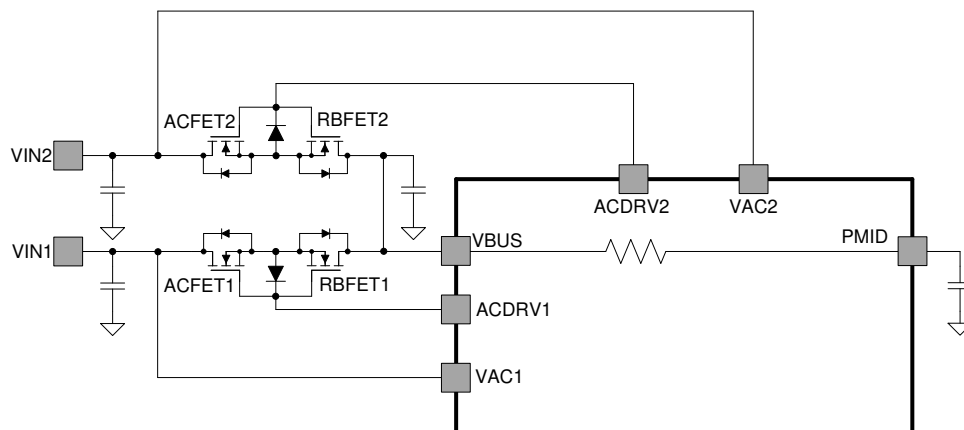 ACFET2
RBFET2
VIN2
ACDRV2
VAC2
VIN1
VBUS
PMID
ACFET1
RBFET1
ACDRV1
VAC1